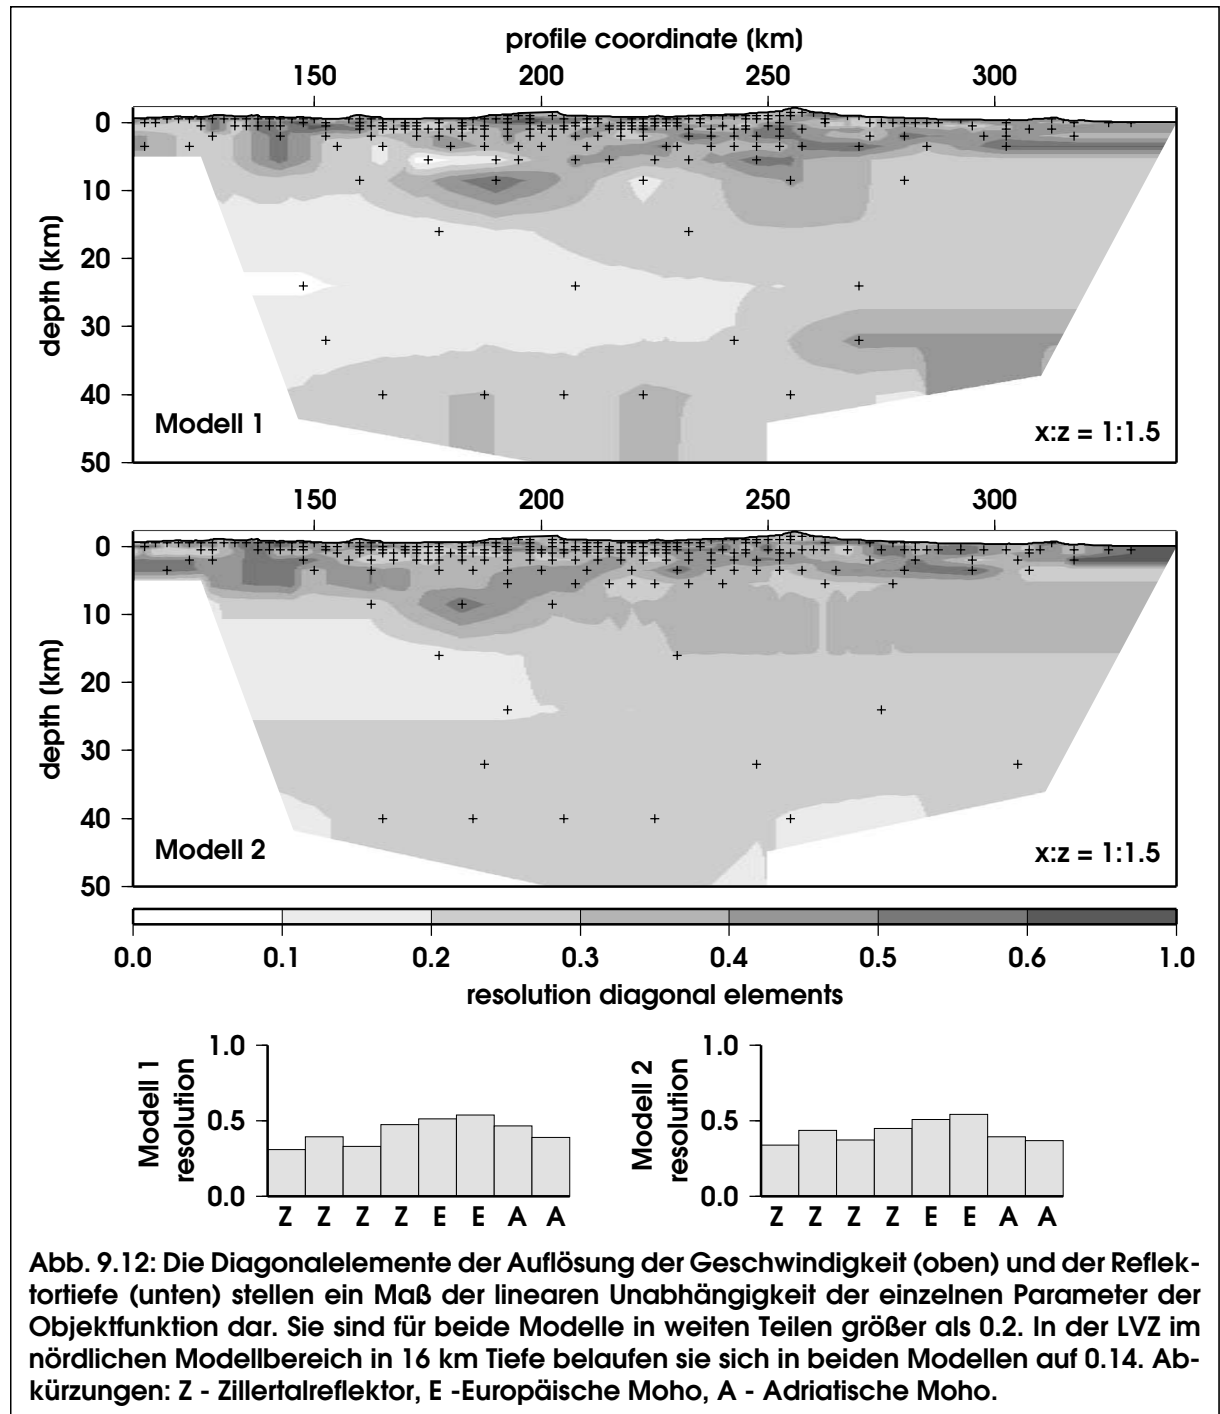 profile coordinate (km)
150 200 250 300
0
10
20
30
40
50
depth (km)
Modell 1
x:z = 1:1.5
150 200 250 300
0
10
20
30
40
50
depth (km)
Modell 2
x:z = 1:1.5
0.0 0.1 0.2 0.3 0.4 0.5 0.6 1.0
resolution diagonal elements
Modell 1
resolution
1.0
0.5
0.0
Z Z Z Z E E A A
Modell 2
resolution
1.0
0.5
0.0
Z Z Z Z E E A A
Abb. 9.12: Die Diagonalelemente der Auflösung der Geschwindigkeit (oben) und der Reflek-
tortiefe (unten) stellen ein Maß der linearen Unabhängigkeit der einzelnen Parameter der
Objektfunktion dar. Sie sind für beide Modelle in weiten Teilen größer als 0.2. In der LVZ im
nördlichen Modellbereich in 16 km Tiefe belaufen sie sich in beiden Modellen auf 0.14. Ab-
kürzungen: Z - Zillertalreflektor, E -Europäische Moho, A - Adriatische Moho.